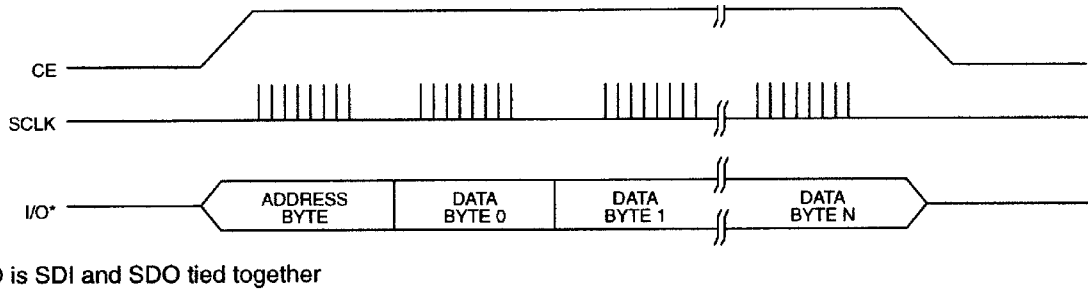 CE
SCLK
I/O*
ADDRESS
BYTE
DATA
BYTE 0
DATA
BYTE 1
DATA
BYTE N
is SDI and SDO tied together